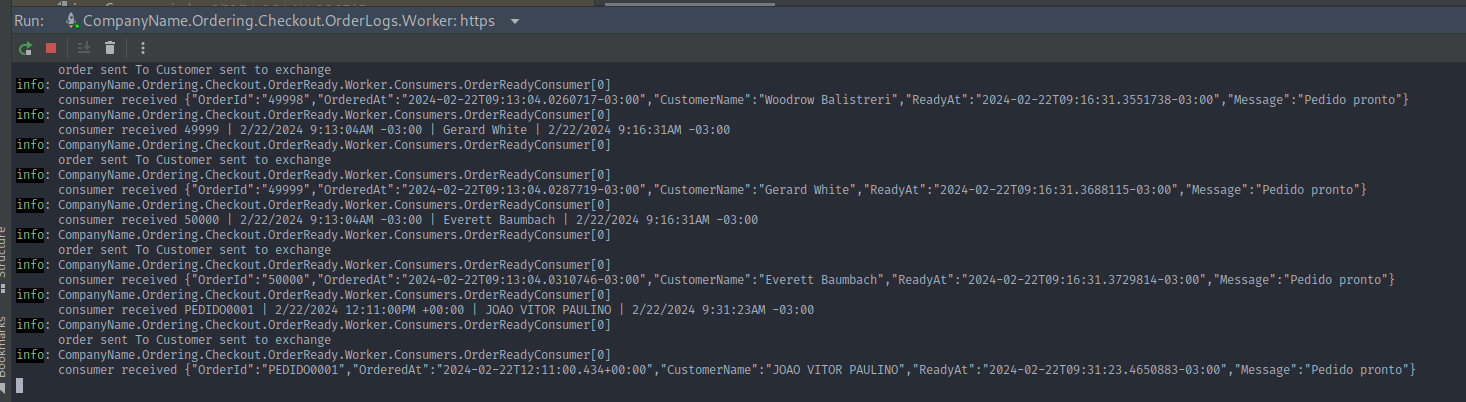 Run: CompanyName.Ordering.Checkout.OrderLogs.Worker: https
order sent To Customer sent to exchange
info: CompanyName.Ordering.Checkout.OrderReady.Worker.Consumers.OrderReadyConsumer[0]
consumer received {"OrderId":"49998","OrderedAt":"2024-02-22T09:13:04.0260717-03:00","CustomerName":"Woodrow Balistreri","ReadyAt":"2024-02-22T09:16:31.3551738-03:00","Message":"Pedido pronto"}
info: CompanyName.Ordering.Checkout.OrderReady.Worker.Consumers.OrderReadyConsumer[0]
consumer received 49999 | 2/22/2024 9:13:04AM -03:00 | Gerard White | 2/22/2024 9:16:31AM -03:00
info: CompanyName.Ordering.Checkout.OrderReady.Worker.Consumers.OrderReadyConsumer[0]
order sent To Customer sent to exchange
info: CompanyName.Ordering.Checkout.OrderReady.Worker.Consumers.OrderReadyConsumer[0]
consumer received {"OrderId":"49999","OrderedAt":"2024-02-22T09:13:04.0287719-03:00","CustomerName":"Gerard White","ReadyAt":"2024-02-22T09:16:31.3688115-03:00","Message":"Pedido pronto"}
info: CompanyName.Ordering.Checkout.OrderReady.Worker.Consumers.OrderReadyConsumer[0]
consumer received 50000 | 2/22/2024 9:13:04AM -03:00 | Everett Baumbach | 2/22/2024 9:16:31AM -03:00
info: CompanyName.Ordering.Checkout.OrderReady.Worker.Consumers.OrderReadyConsumer[0]
order sent To Customer sent to exchange
info: CompanyName.Ordering.Checkout.OrderReady.Worker.Consumers.OrderReadyConsumer[0]
consumer received {"OrderId":"50000","OrderedAt":"2024-02-22T09:13:04.0310746-03:00","CustomerName":"Everett Baumbach","ReadyAt":"2024-02-22T09:16:31.3729814-03:00","Message":"Pedido pronto"}
info: CompanyName.Ordering.Checkout.OrderReady.Worker.Consumers.OrderReadyConsumer[0]
consumer received PEDIDO0001 | 2/22/2024 12:11:00PM +00:00 | JOAO VITOR PAULINO | 2/22/2024 9:31:23AM -03:00
info: CompanyName.Ordering.Checkout.OrderReady.Worker.Consumers.OrderReadyConsumer[0]
order sent To Customer sent to exchange
info: CompanyName.Ordering.Checkout.OrderReady.Worker.Consumers.OrderReadyConsumer[0]
consumer received {"OrderId":"PEDIDO0001","OrderedAt":"2024-02-22T12:11:00.434+00:00","CustomerName":"JOAO VITOR PAULINO","ReadyAt":"2024-02-22T09:31:23.4650883-03:00","Message":"Pedido pronto"}
Structure
Bookmarks